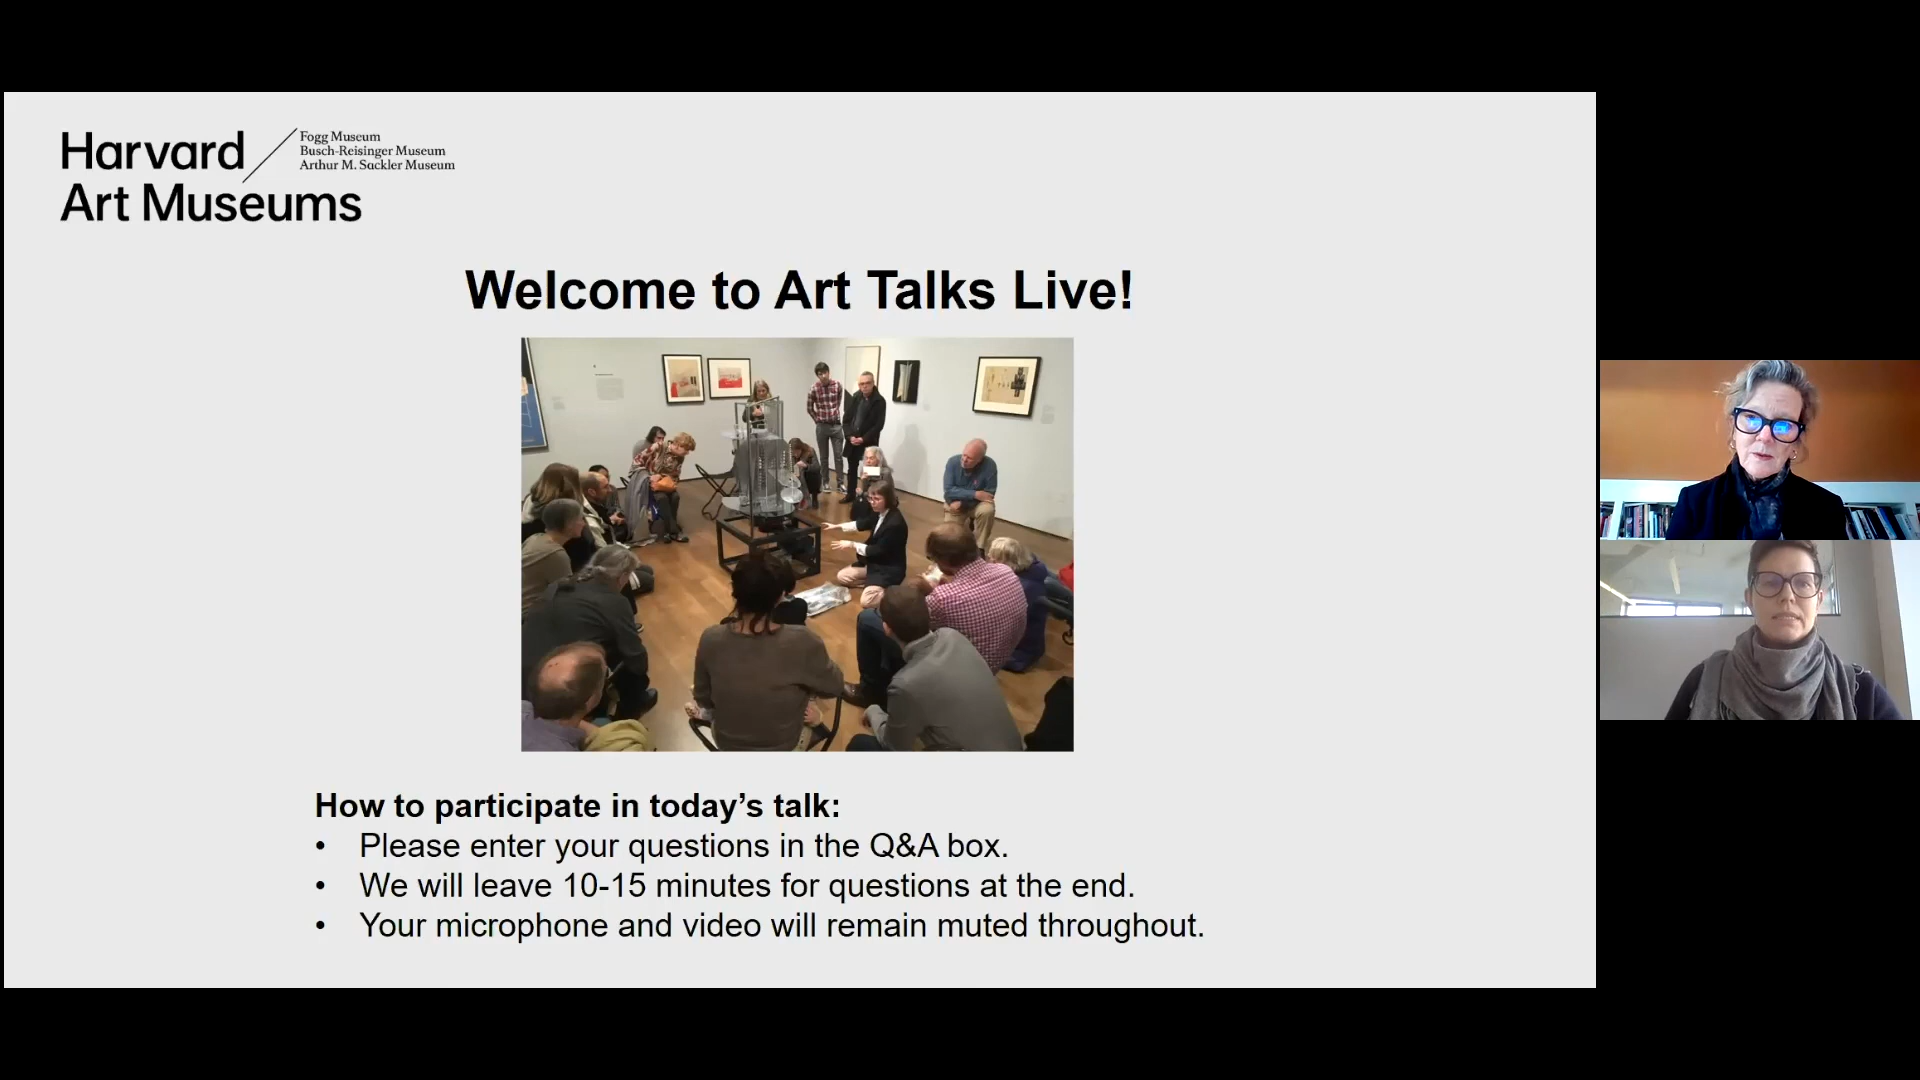 Harvard
Fogg Museum
Busch-Reisinger Museum
Arthur M. Sackler Museum
Art Museums
Welcome to Art Talks Live!
How to participate in today’s talk:
• Please enter your questions in the Q&A box.
• We will leave 10-15 minutes for questions at the end.
• Your microphone and video will remain muted throughout.